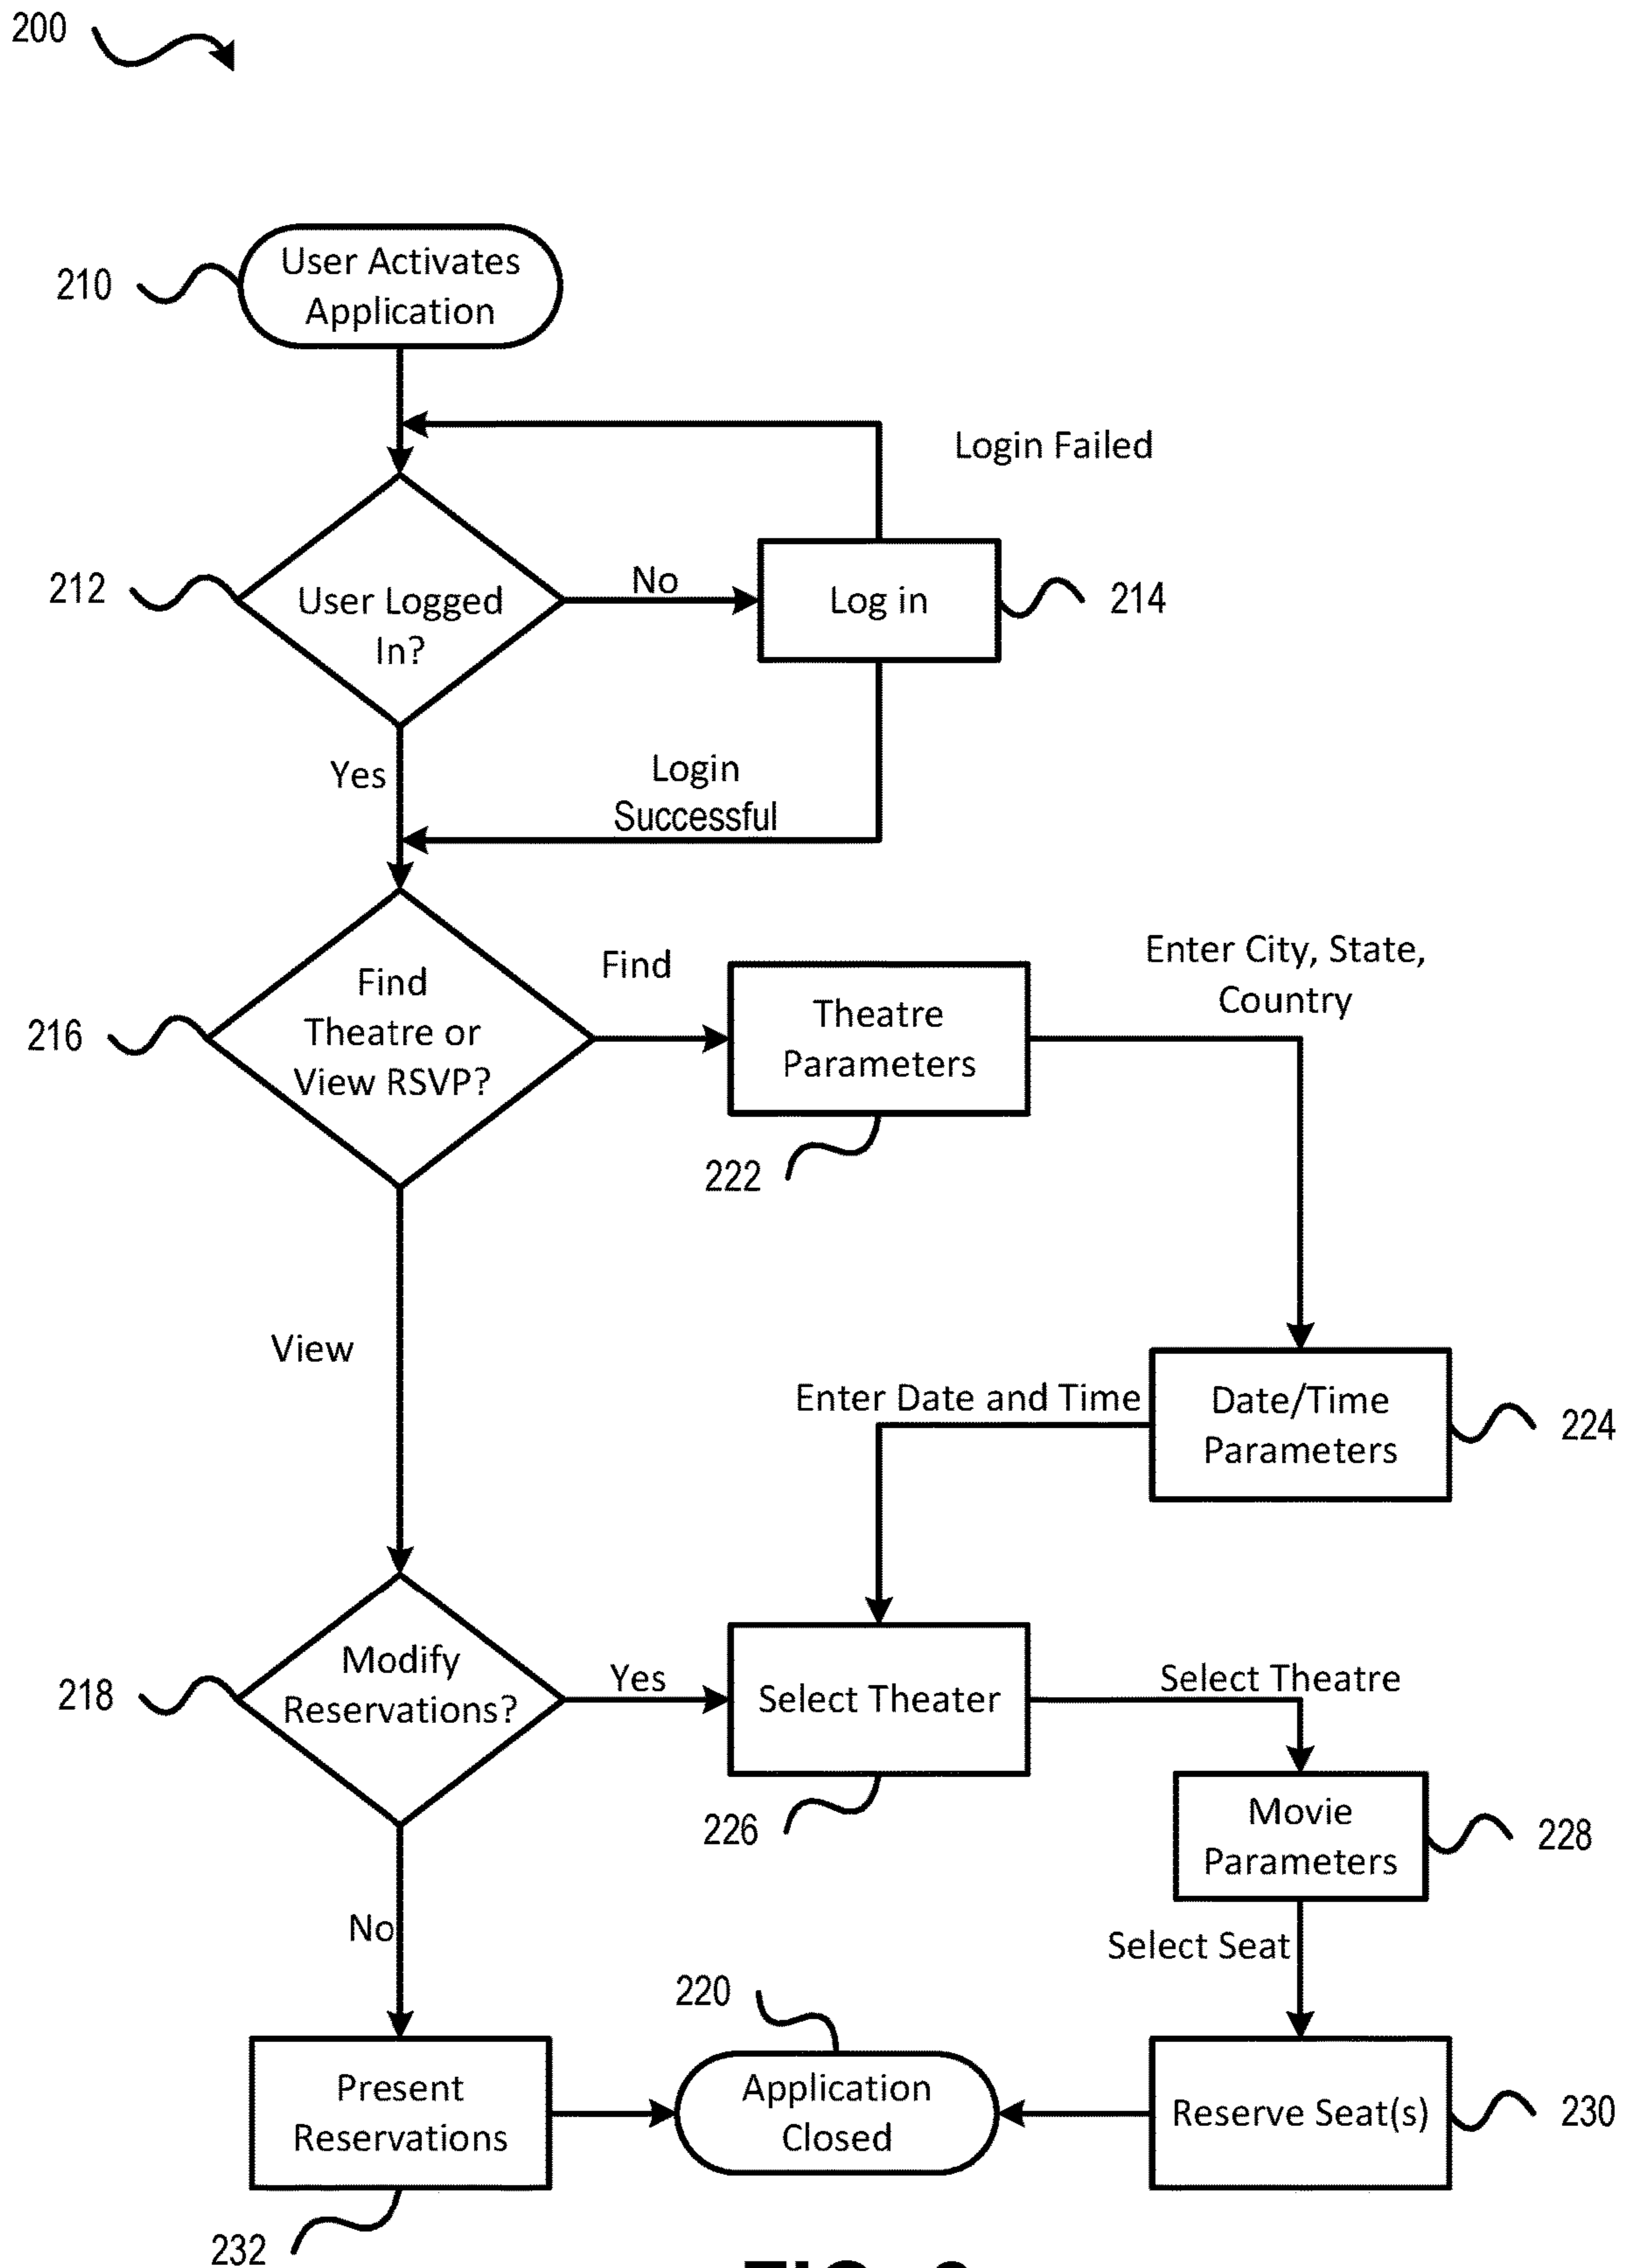 200
210
User Activates
Application
Login Failed
212
User Logged
In?
No
Log in
214
Yes
Login
Successful
216
Find
Theatre or
View RSVP?
Find
Theatre
Parameters
222
Enter City, State,
Country
View
Enter Date and Time
Date/Time
Parameters
224
218
Modify
Reservations?
Yes
Select Theater
226
Select Theatre
Movie
Parameters
228
No
Select Seat
220
Present
Reservations
232
Application
Closed
Reserve Seat(s)
230